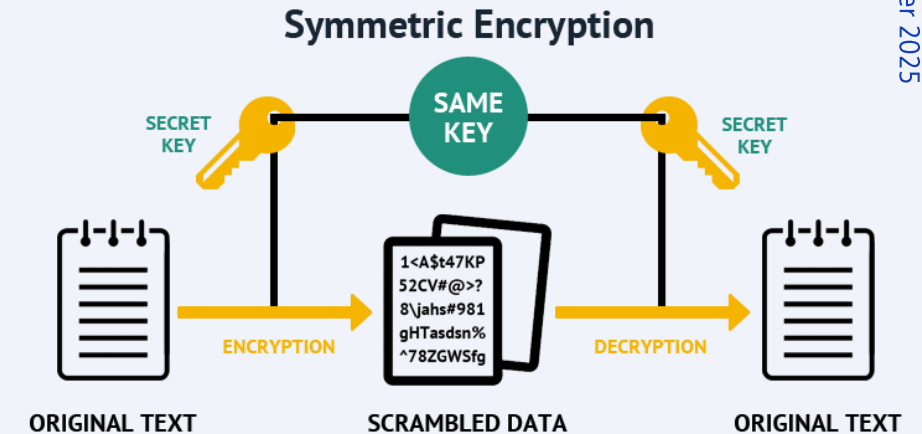 Symmetric Encryption
2025
SAME
KEY
SECRET
KEY
SECRET
KEY
1<A$t47KP
52CV#@>?
8\jahs#981
gHTasdsn%
^78ZGWSfg
ENCRYPTION
DECRYPTION
ORIGINAL TEXT
SCRAMBLED DATA
ORIGINAL TEXT